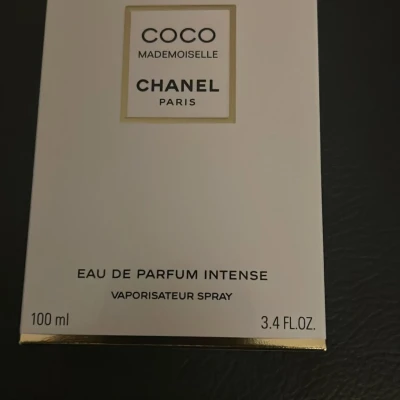 COCO
MADEMOISELLE
CHANEL
PARIS
EAU DE PARFUM INTENSE
VAPORISATEUR SPRAY
100 ml 3.4 FL.OZ.